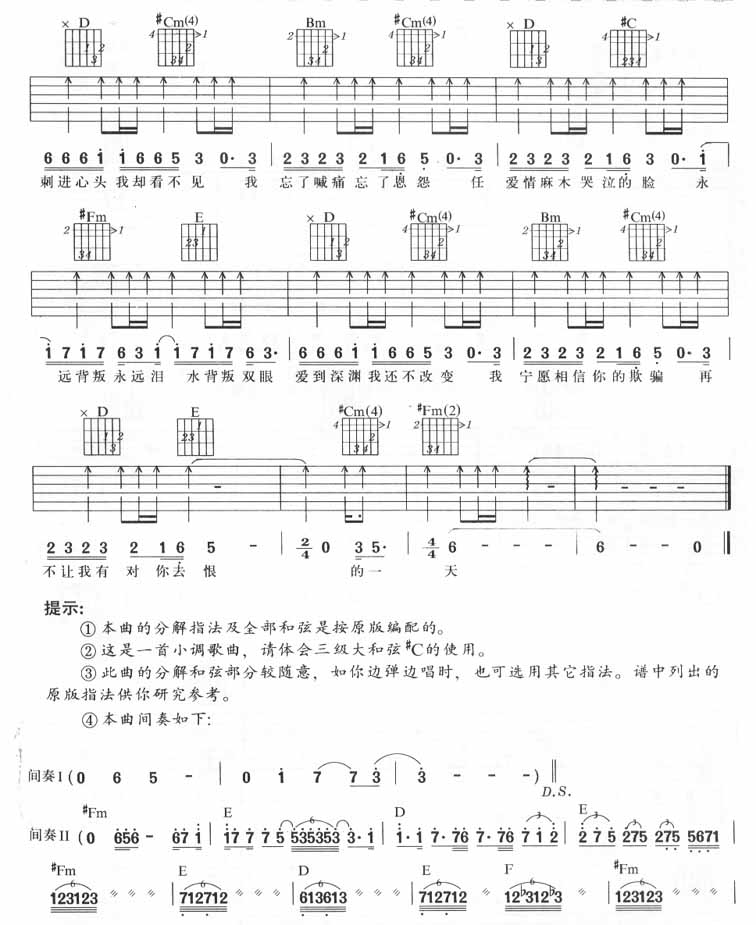 × D #Cm(4) Bm #Cm(4) × D #C
6 6 6 1 1 6 6 5 3 0· 3 | 2 3 2 3 2 1 6 5 0· 3 | 2 3 2 3 2 1 6 3 0· 1
刺进心头 我却看不见 我 忘了喊痛 忘了恩怨 任 爱情麻木 哭泣的脸 永
#Fm E × D #Cm(4) Bm #Cm(4)
1 7 1 7 6 3 1 1 7 1 7 6 3· | 6 6 6 1 1 6 6 5 3 0· 3 | 2 3 2 3 2 1 6 5 0· 3
远背叛永远泪 水背叛双眼 爱到深渊我还不改变 我 宁愿相信你的欺骗 再
× D E #Cm(4) #Fm(2)
2 3 2 3 2 1 6 5 - | 2/4 0 3 5· | 4/4 6 - - - | 6 - - 0
不让我有 对你去恨 的一 天
提示:
① 本曲的分解指法及全部和弦是按原版编配的。
② 这是一首小调歌曲，请体会三级大和弦#C的使用。
③ 此曲的分解和弦部分较随意，如你边弹边唱时，也可选用其它指法。谱中列出的
原版指法供你研究参考。
④ 本曲间奏如下:
间奏I (0 6 5 - | 0 1 7 7 3 | 3 - - -) D.S.
#Fm E D E
间奏II (0 656 - 67 1 | 17 7 7 5 535353 3· 1 | 1· 1 7· 76 7· 76 7 1 2 | 2 7 5 275 275 5671
#Fm E D E F #Fm
123123 | 712712 | 613613 | 712712 12♭312♭3 | 123123